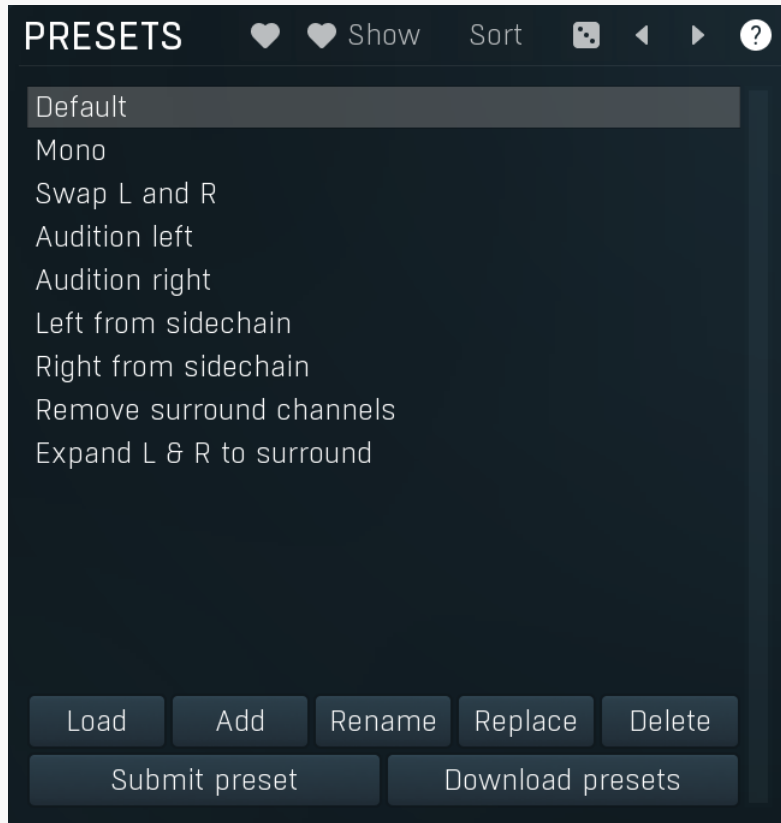 PRESETS Show Sort ?
Default
Mono
Swap L and R
Audition left
Audition right
Left from sidechain
Right from sidechain
Remove surround channels
Expand L & R to surround
Load Add Rename Replace Delete
Submit preset Download presets